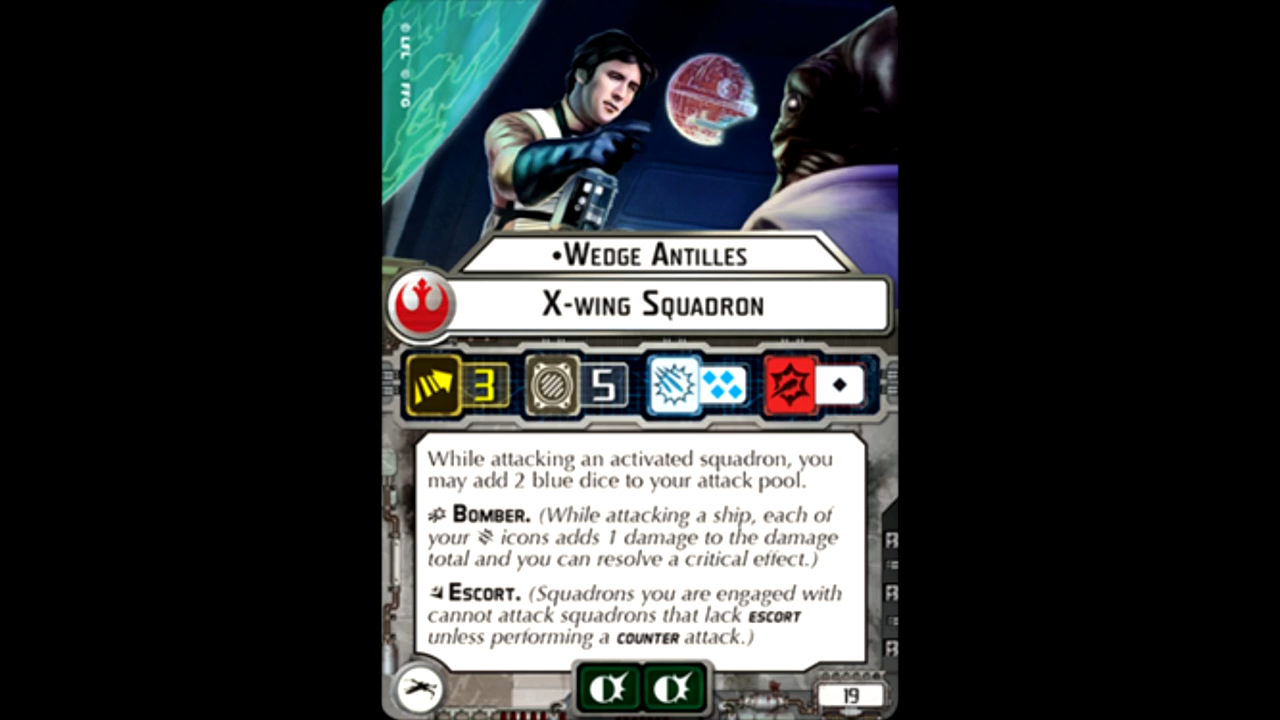 © LFL © FFG
•Wedge Antilles
X-wing Squadron
3 5
While attacking an activated squadron, you
may add 2 blue dice to your attack pool.
Bomber. (While attacking a ship, each of
your icons adds 1 damage to the damage
total and you can resolve a critical effect.)
Escort. (Squadrons you are engaged with
cannot attack squadrons that lack escort
unless performing a counter attack.)
19